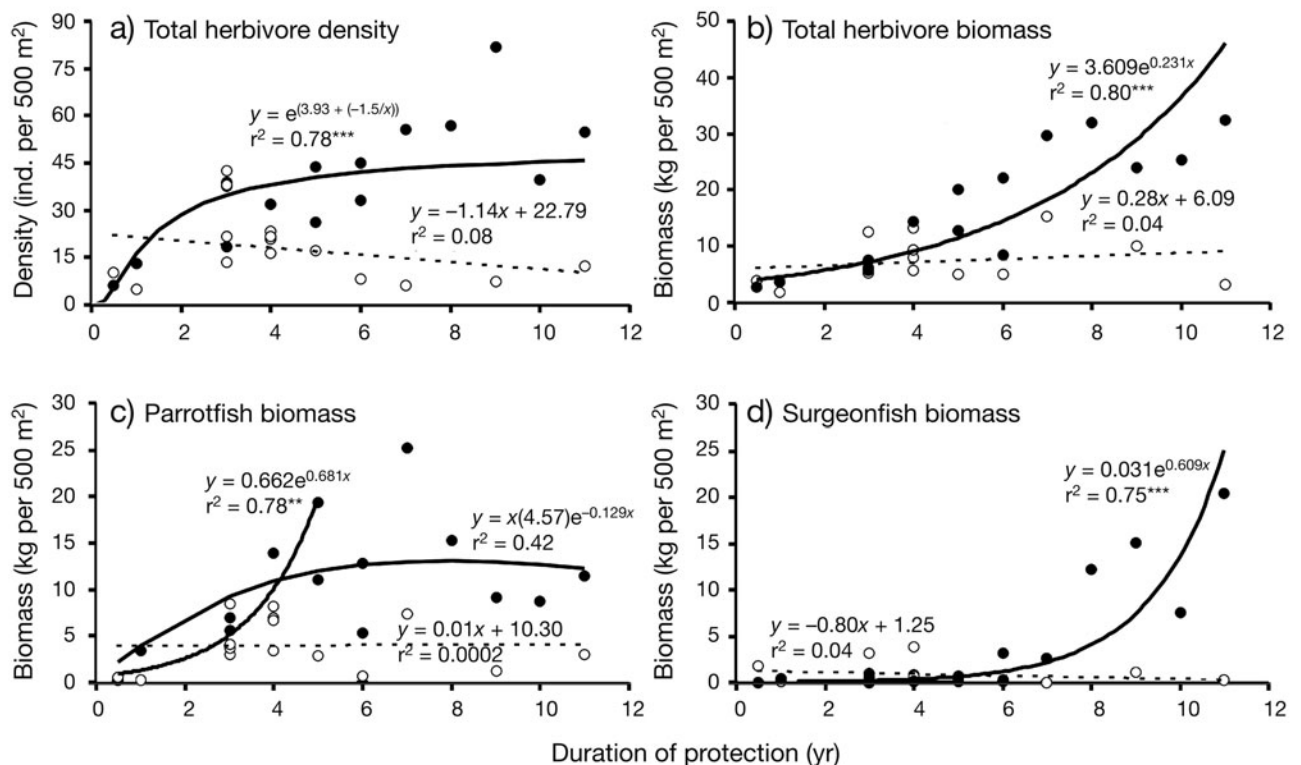 a) Total herbivore density
Density (ind. per 500 m²)
90
75
60
45
30
15
0
y = e^(3.93 + (−1.5/x))
r² = 0.78***
y = −1.14x + 22.79
r² = 0.08
0 2 4 6 8 10 12
b) Total herbivore biomass
Biomass (kg per 500 m²)
50
40
30
20
10
0
y = 3.609e^0.231x
r² = 0.80***
y = 0.28x + 6.09
r² = 0.04
0 2 4 6 8 10 12
c) Parrotfish biomass
Biomass (kg per 500 m²)
30
25
20
15
10
5
0
y = 0.662e^0.681x
r² = 0.78**
y = x(4.57)e^−0.129x
r² = 0.42
y = 0.01x + 10.30
r² = 0.0002
0 2 4 6 8 10 12
d) Surgeonfish biomass
Biomass (kg per 500 m²)
30
25
20
15
10
5
0
y = 0.031e^0.609x
r² = 0.75***
y = −0.80x + 1.25
r² = 0.04
0 2 4 6 8 10 12
Duration of protection (yr)